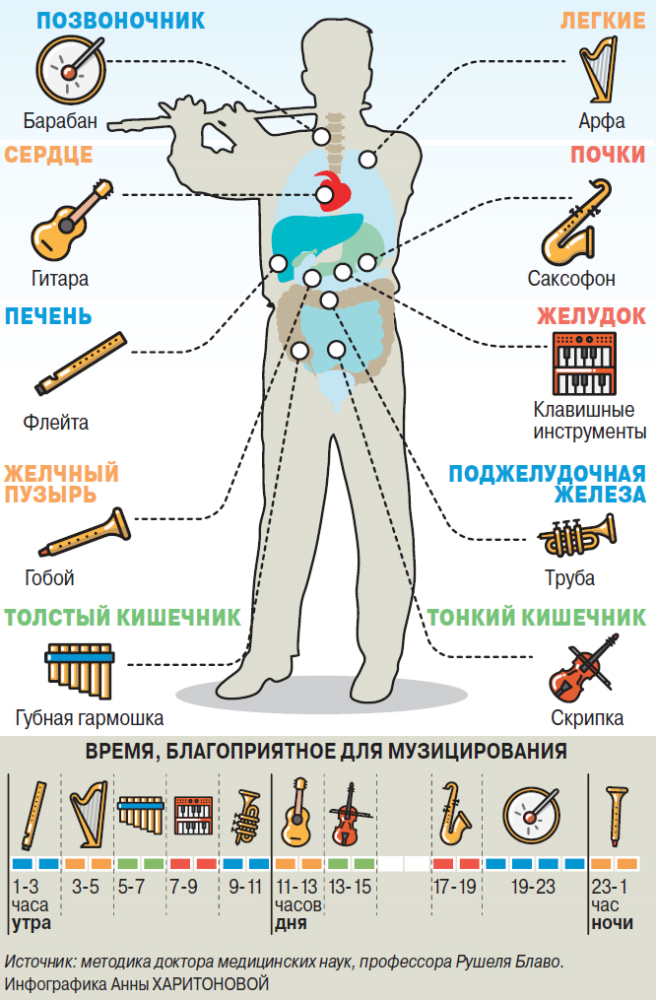 ПОЗВОНОЧНИК
Барабан
ЛЕГКИЕ
Арфа
СЕРДЦЕ
Гитара
ПОЧКИ
Саксофон
ПЕЧЕНЬ
Флейта
ЖЕЛУДОК
Клавишные
инструменты
ЖЕЛЧНЫЙ
ПУЗЫРЬ
Гобой
ПОДЖЕЛУДОЧНАЯ
ЖЕЛЕЗА
Труба
ТОЛСТЫЙ КИШЕЧНИК
Губная гармошка
ТОНКИЙ КИШЕЧНИК
Скрипка
ВРЕМЯ, БЛАГОПРИЯТНОЕ ДЛЯ МУЗИЦИРОВАНИЯ
1-3
часа
утра
3-5
5-7
7-9
9-11
11-13
часов
дня
13-15
17-19
19-23
23-1
час
ночи
Источник: методика доктора медицинских наук, профессора Рушеля Блаво.
Инфографика Анны ХАРИТОНОВОЙ